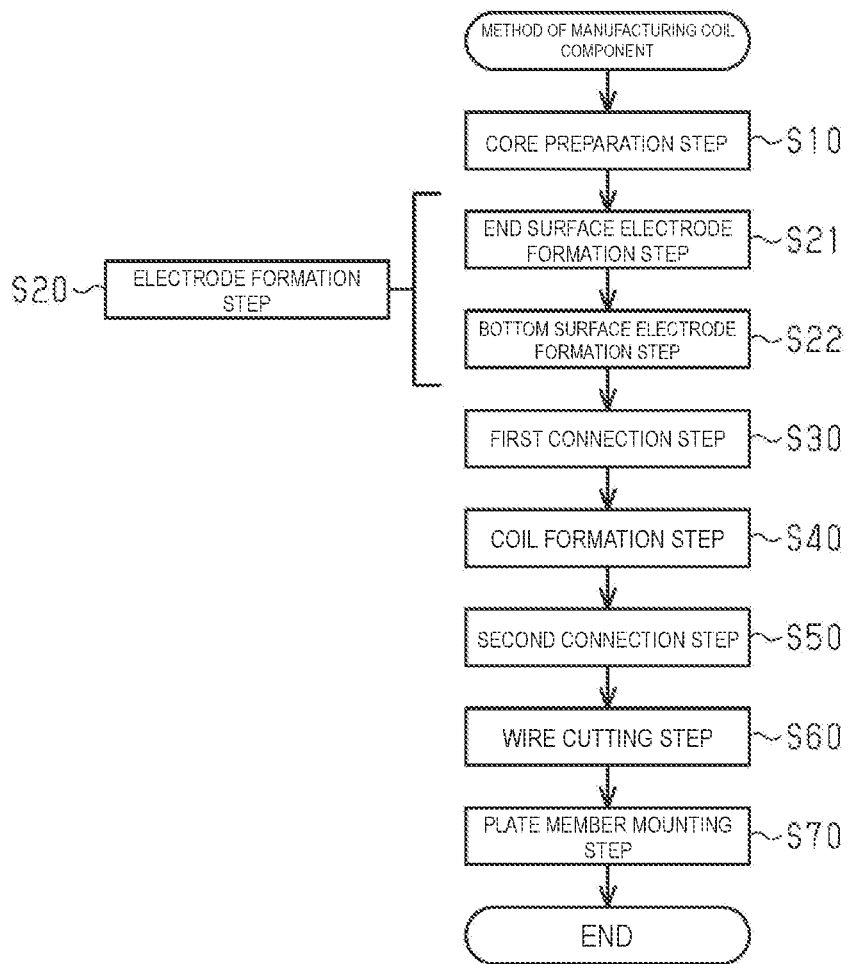 METHOD OF MANUFACTURING COIL
COMPONENT
CORE PREPARATION STEP
S10
END SURFACE ELECTRODE
FORMATION STEP
S21
S20
ELECTRODE FORMATION
STEP
BOTTOM SURFACE ELECTRODE
FORMATION STEP
S22
FIRST CONNECTION STEP
S30
COIL FORMATION STEP
S40
SECOND CONNECTION STEP
S50
WIRE CUTTING STEP
S60
PLATE MEMBER MOUNTING
STEP
S70
END